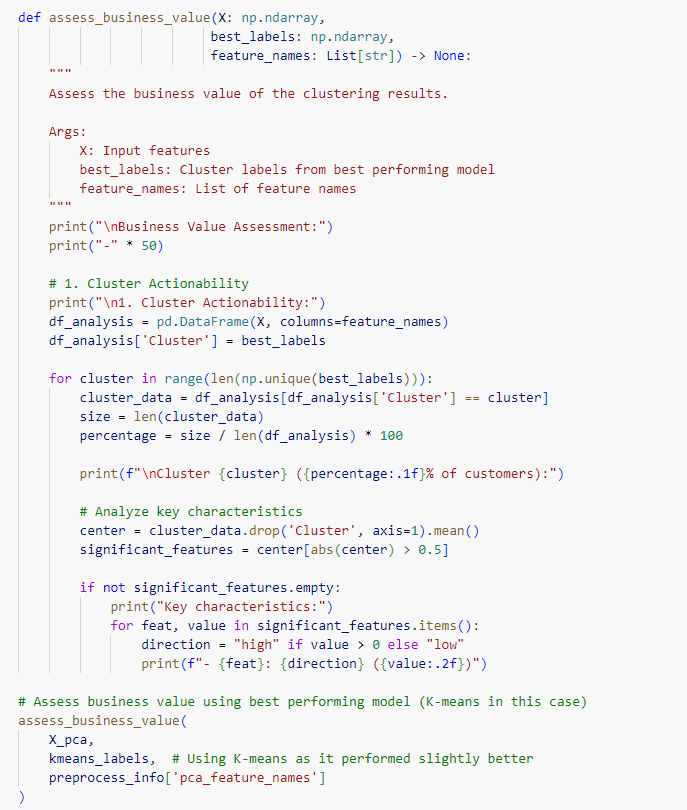 def assess_business_value(X: np.ndarray,
                         best_labels: np.ndarray,
                         feature_names: List[str]) -> None:
    """
    Assess the business value of the clustering results.

    Args:
        X: Input features
        best_labels: Cluster labels from best performing model
        feature_names: List of feature names
    """
    print("\nBusiness Value Assessment:")
    print("-" * 50)

    # 1. Cluster Actionability
    print("\n1. Cluster Actionability:")
    df_analysis = pd.DataFrame(X, columns=feature_names)
    df_analysis['Cluster'] = best_labels

    for cluster in range(len(np.unique(best_labels))):
        cluster_data = df_analysis[df_analysis['Cluster'] == cluster]
        size = len(cluster_data)
        percentage = size / len(df_analysis) * 100

        print(f"\nCluster {cluster} ({percentage:.1f}% of customers):")

        # Analyze key characteristics
        center = cluster_data.drop('Cluster', axis=1).mean()
        significant_features = center[abs(center) > 0.5]

        if not significant_features.empty:
            print("Key characteristics:")
            for feat, value in significant_features.items():
                direction = "high" if value > 0 else "low"
                print(f"- {feat}: {direction} ({value:.2f})")

# Assess business value using best performing model (K-means in this case)
assess_business_value(
    X_pca,
    kmeans_labels,  # Using K-means as it performed slightly better
    preprocess_info['pca_feature_names']
)